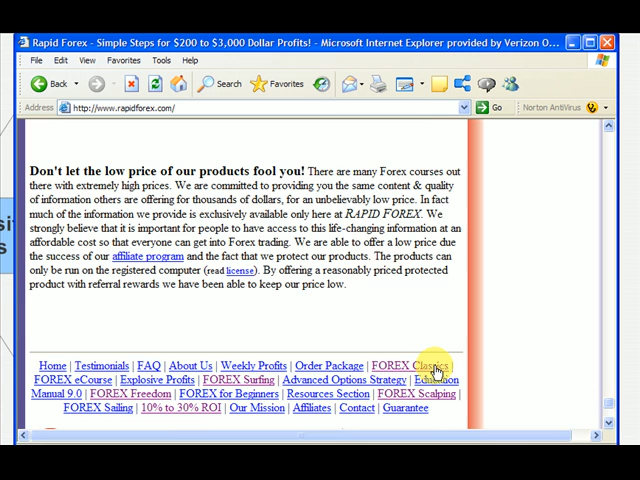 Rapid Forex - Simple Steps for $200 to $3,000 Dollar Profits! - Microsoft Internet Explorer provided by Verizon O...
File Edit View Favorites Tools Help
Back Search Favorites
Address http://www.rapidforex.com/ Go Norton AntiVirus
Don't let the low price of our products fool you! There are many Forex courses out
there with extremely high prices. We are committed to providing you the same content & quality
of information others are offering for thousands of dollars, for an unbelievably low price. In fact
much of the information we provide is exclusively available only here at RAPID FOREX. We
strongly believe that it is important for people to have access to this life-changing information at an
affordable cost so that everyone can get into Forex trading. We are able to offer a low price due
the success of our affiliate program and the fact that we protect our products. The products can
only be run on the registered computer (read license). By offering a reasonably priced protected
product with referral rewards we have been able to keep our price low.
Home | Testimonials | FAQ | About Us | Weekly Profits | Order Package | FOREX Classics |
FOREX eCourse | Explosive Profits | FOREX Surfing | Advanced Options Strategy | Education
Manual 9.0 | FOREX Freedom | FOREX for Beginners | Resources Section | FOREX Scalping |
FOREX Sailing | 10% to 30% ROI | Our Mission | Affiliates | Contact | Guarantee